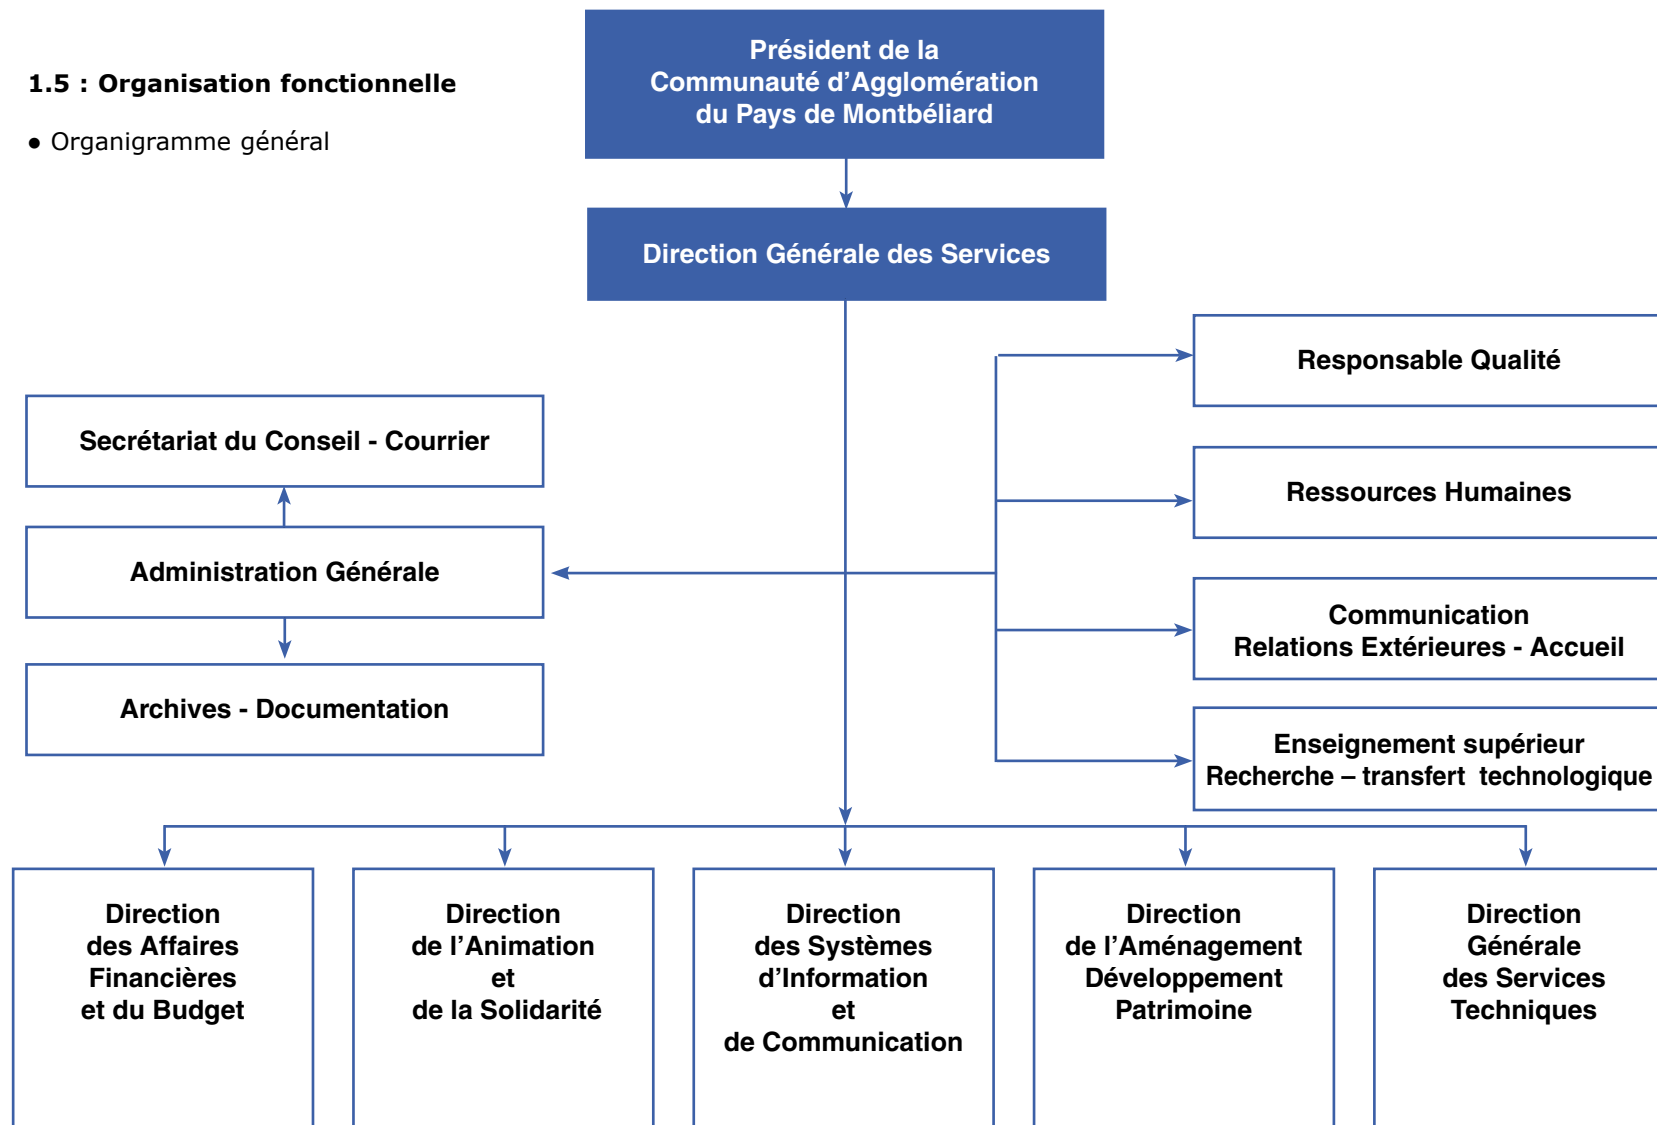 1.5 : Organisation fonctionnelle
● Organigramme général
Président de la
Communauté d’Agglomération
du Pays de Montbéliard
Direction Générale des Services
Responsable Qualité
Secrétariat du Conseil - Courrier
Ressources Humaines
Administration Générale
Communication
Relations Extérieures - Accueil
Archives - Documentation
Enseignement supérieur
Recherche – transfert technologique
Direction
des Affaires
Financières
et du Budget
Direction
de l’Animation
et
de la Solidarité
Direction
des Systèmes
d’Information
et
de Communication
Direction
de l’Aménagement
Développement
Patrimoine
Direction
Générale
des Services
Techniques